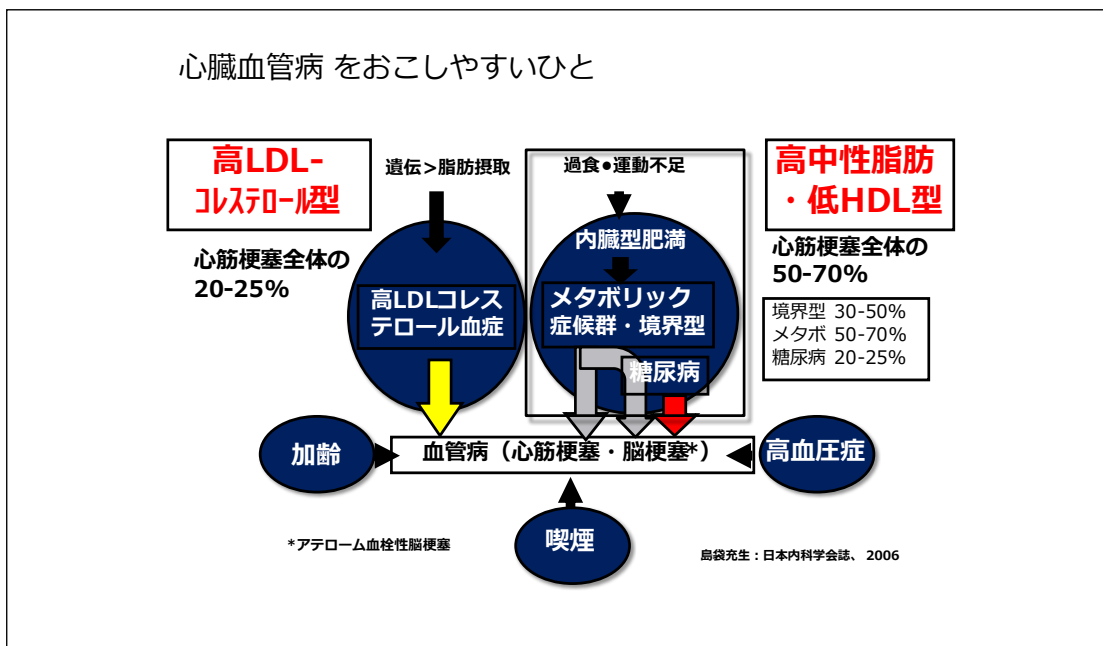 心臓血管病 をおこしやすいひと
高LDL-
ｺﾚｽﾃﾛｰﾙ型
心筋梗塞全体の
20-25%
遺伝>脂肪摂取
高LDLコレス
テロール血症
過食●運動不足
内臓型肥満
メタボリック
症候群・境界型
糖尿病
高中性脂肪
・低HDL型
心筋梗塞全体の
50-70%
境界型 30-50%
メタボ 50-70%
糖尿病 20-25%
加齢
血管病（心筋梗塞・脳梗塞*）
高血圧症
喫煙
*アテローム血栓性脳梗塞
島袋充生：日本内科学会誌、 2006